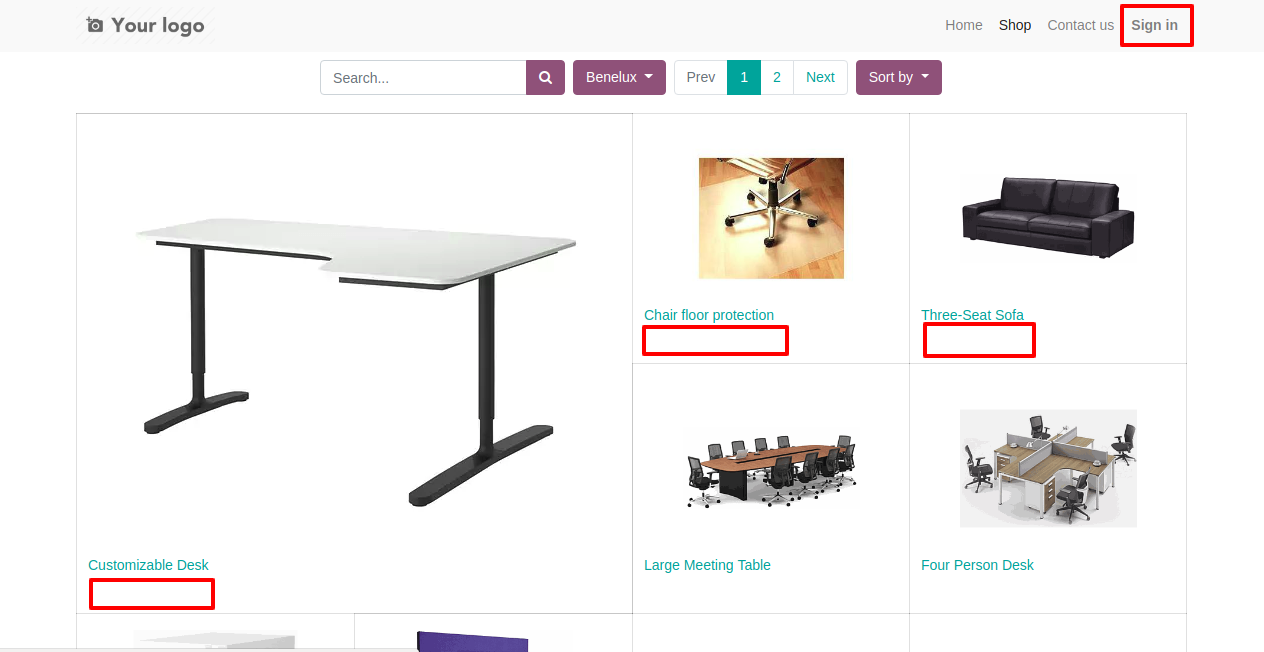 Your logo
Home Shop Contact us Sign in
Search... Benelux Prev 1 2 Next Sort by
Chair floor protection
Three-Seat Sofa
Customizable Desk
Large Meeting Table
Four Person Desk